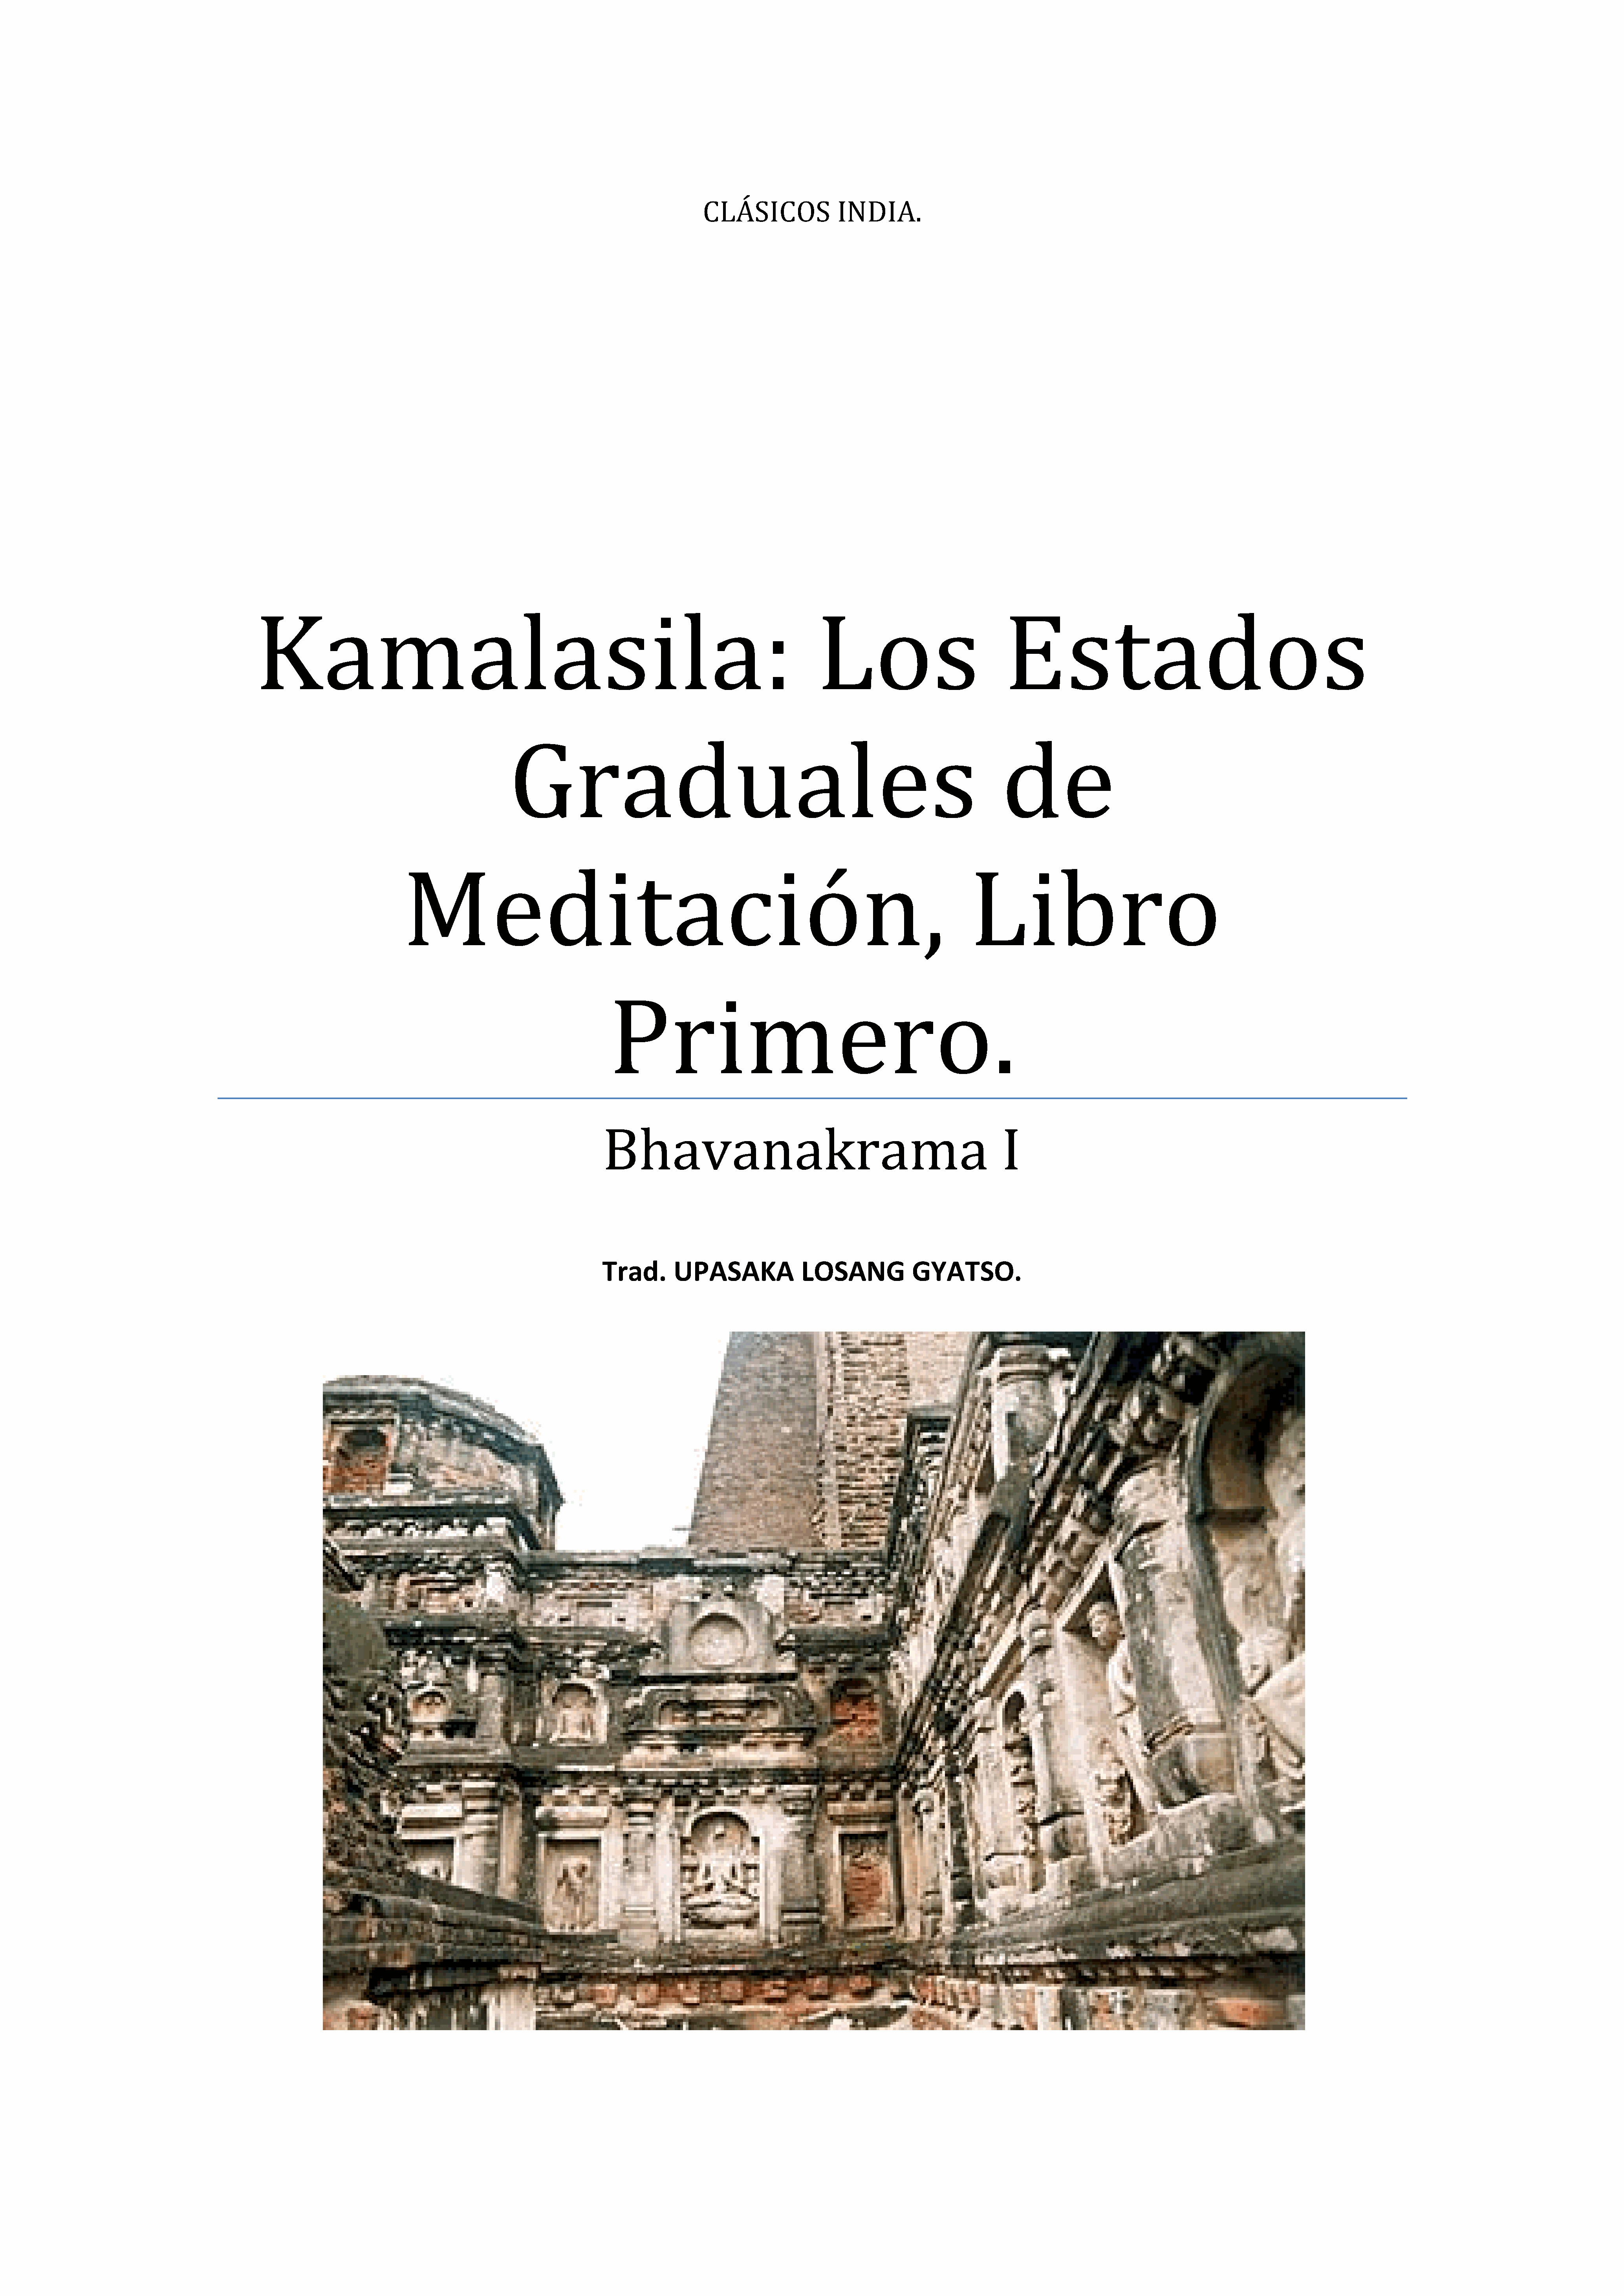 CLÁSICOS INDIA.
Kamalasila: Los Estados
Graduales de
Meditación, Libro
Primero.
Bhavanakrama I
Trad. UPASAKA LOSANG GYATSO.